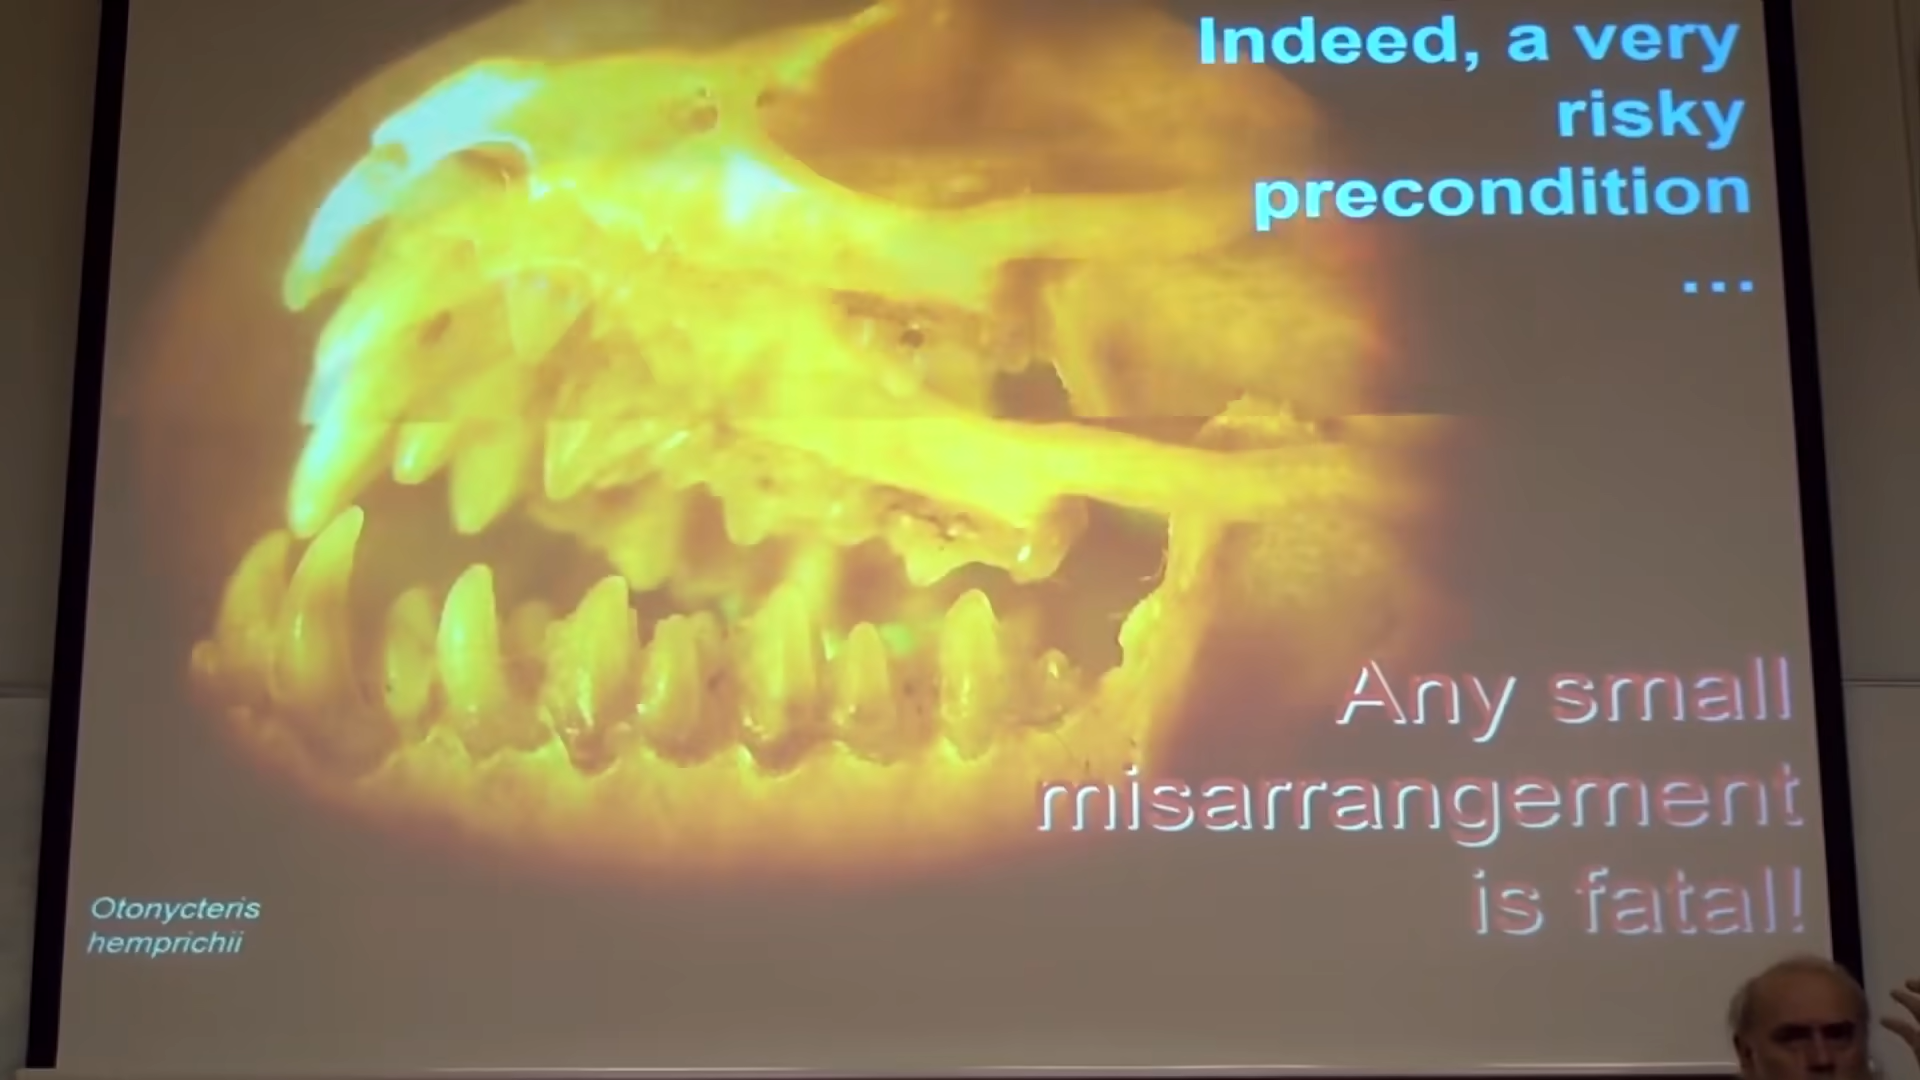 Indeed, a very
risky
precondition
...
Any small
misarrangement
is fatal!
Otonycteris
hemprichii